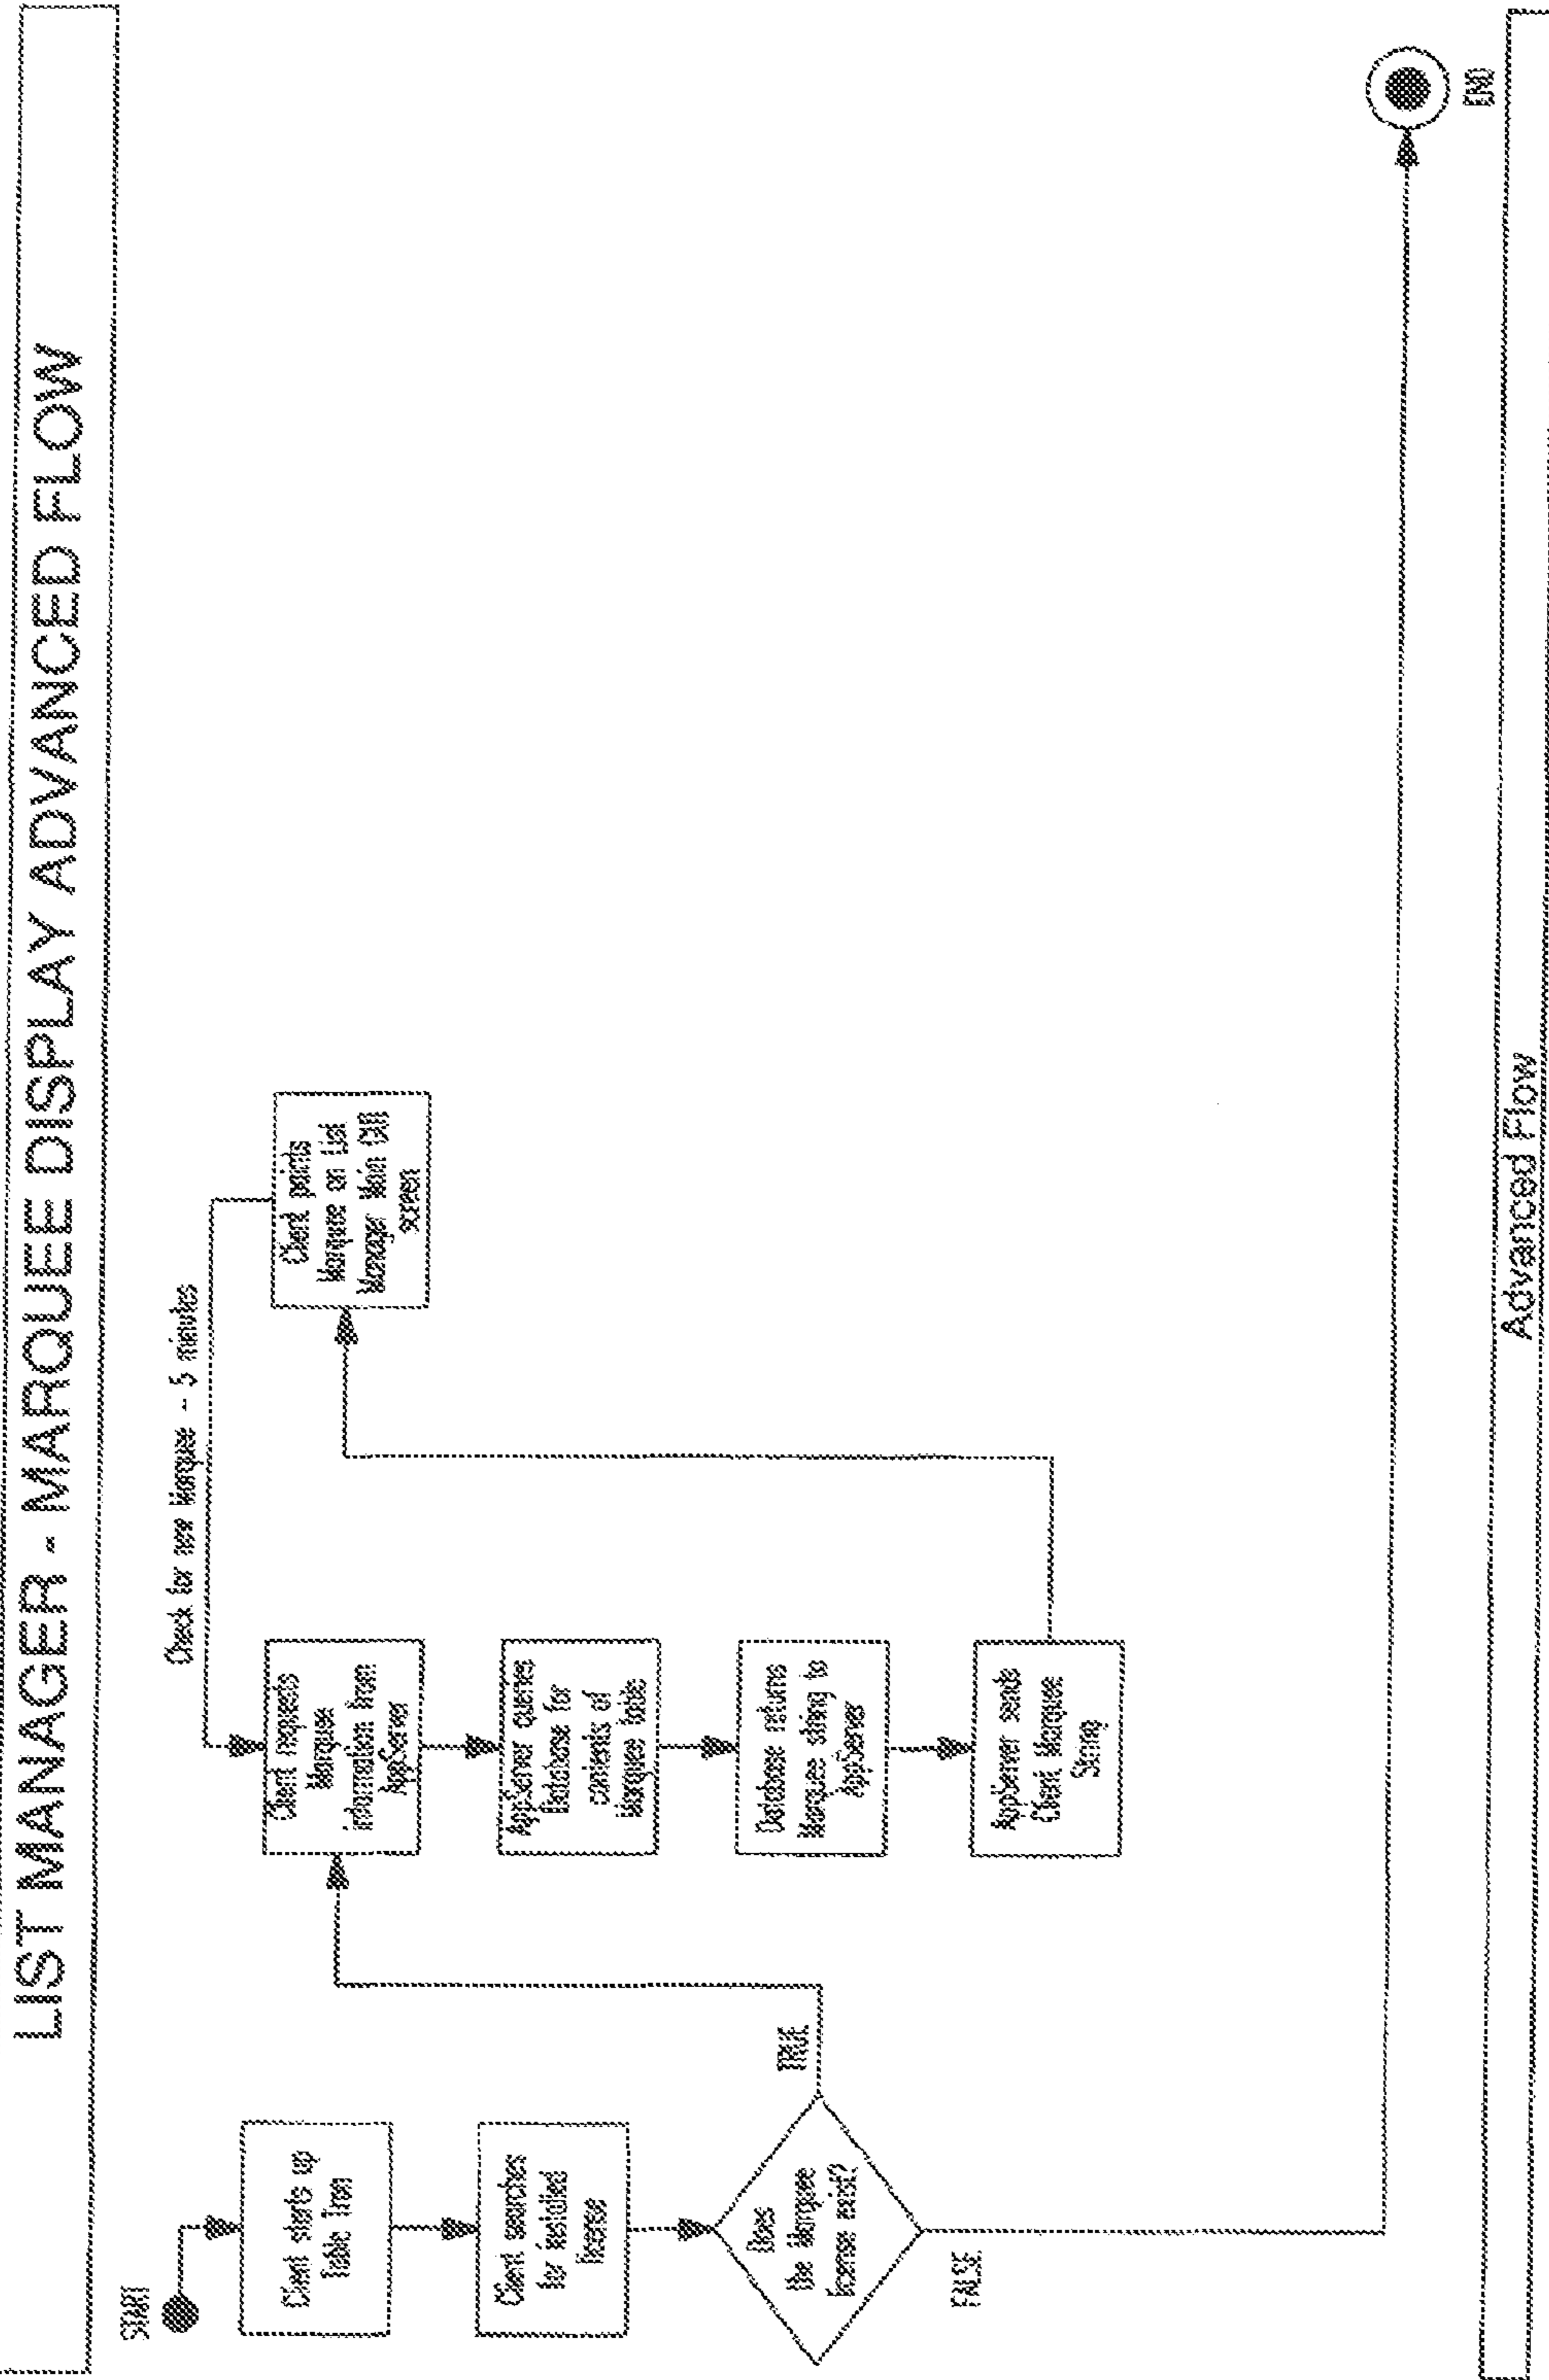 LIST MANAGER - MARQUEE DISPLAY ADVANCED FLOW
START
Client starts up
Table Tron
Client searches
for installed
license
Does
the Marquee
license exist?
TRUE
FALSE
Check for new Marquee -- 5 minutes
Client requests
Marquee
information from
AppServer
AppServer queries
Database for
contents of
Marquee table
Database returns
Marquee string to
AppServer
AppServer sends
Client Marquee
String
Client paints
Marquee on List
Manager Main
screen
END
Advanced Flow